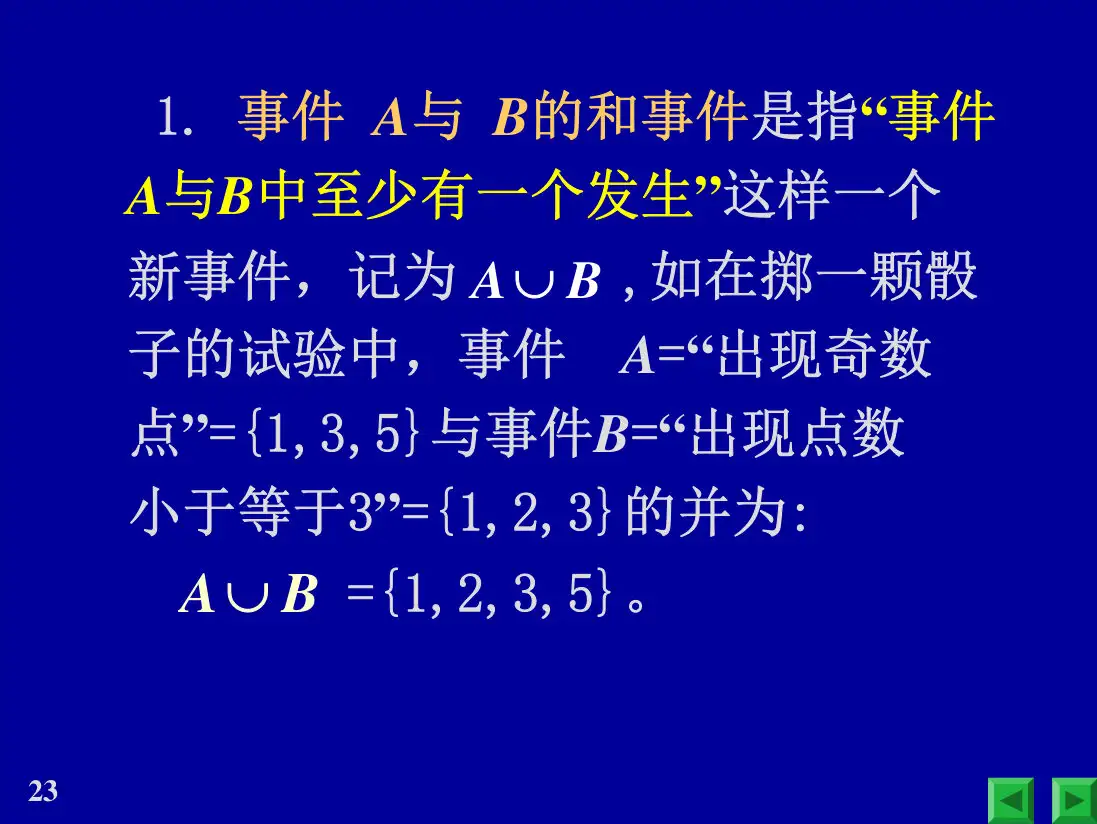 1. 事件 A与 B的和事件是指“事件
A与B中至少有一个发生”这样一个
新事件，记为 A∪B ,如在掷一颗骰
子的试验中，事件 A=“出现奇数
点”={1,3,5}与事件B=“出现点数
小于等于3”={1,2,3}的并为:
A∪B ={1,2,3,5}。
23